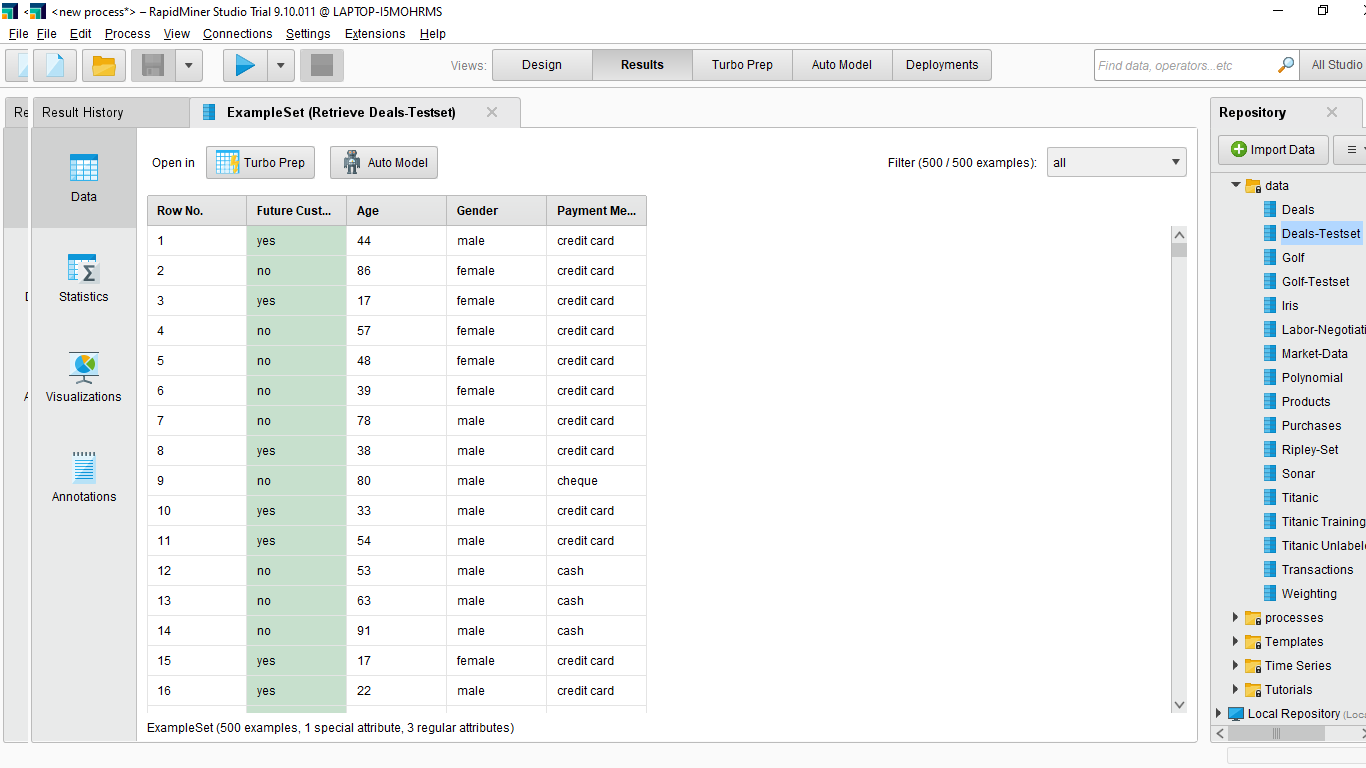 <new process*> – RapidMiner Studio Trial 9.10.011 @ LAPTOP-I5MOHRMS
File File Edit Process View Connections Settings Extensions Help
Views: Design Results Turbo Prep Auto Model Deployments Find data, operators...etc All Studio
Re Result History ExampleSet (Retrieve Deals-Testset) Repository
Open in Turbo Prep Auto Model Filter (500 / 500 examples): all Import Data
Data
Statistics
Visualizations
Annotations
Row No. Future Cust... Age Gender Payment Me...
1 yes 44 male credit card
2 no 86 female credit card
3 yes 17 female credit card
4 no 57 female credit card
5 no 48 female credit card
6 no 39 female credit card
7 no 78 male credit card
8 yes 38 male credit card
9 no 80 male cheque
10 yes 33 male credit card
11 yes 54 male credit card
12 no 53 male cash
13 no 63 male cash
14 no 91 male cash
15 yes 17 female credit card
16 yes 22 male credit card
ExampleSet (500 examples, 1 special attribute, 3 regular attributes)
data
Deals
Deals-Testset
Golf
Golf-Testset
Iris
Labor-Negotiati
Market-Data
Polynomial
Products
Purchases
Ripley-Set
Sonar
Titanic
Titanic Training
Titanic Unlabele
Transactions
Weighting
processes
Templates
Time Series
Tutorials
Local Repository (Loca